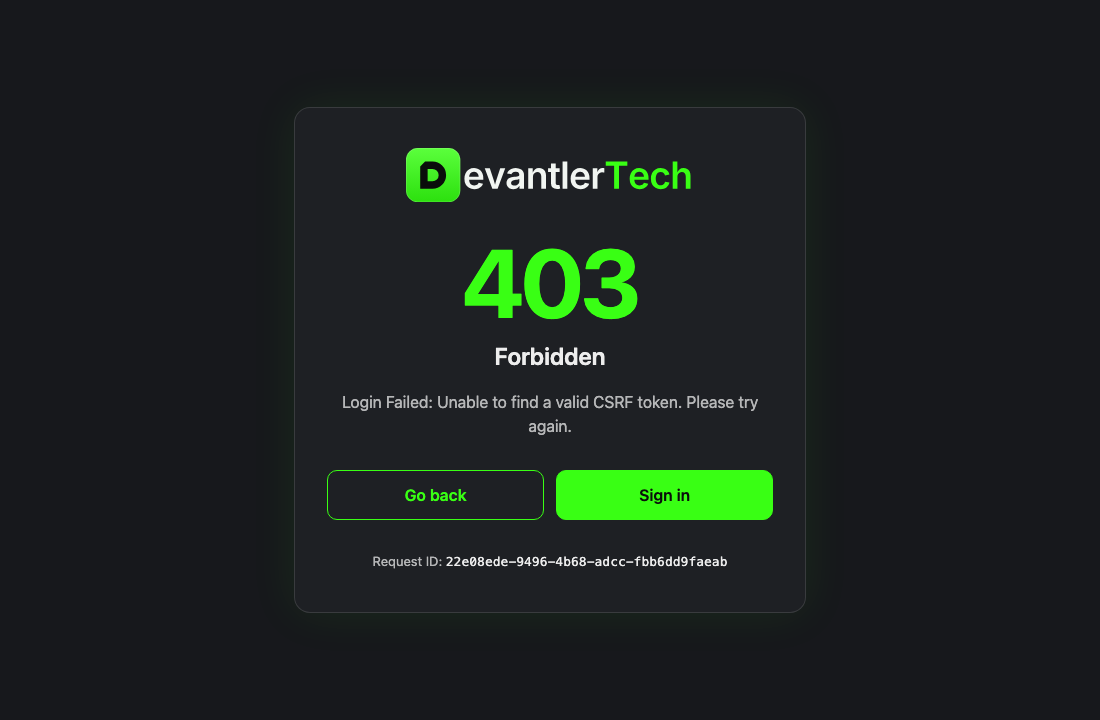 DevantlerTech
403
Forbidden
Login Failed: Unable to find a valid CSRF token. Please try
again.
Go back
Sign in
Request ID: 22e08ede-9496-4b68-adcc-fbb6dd9faeab